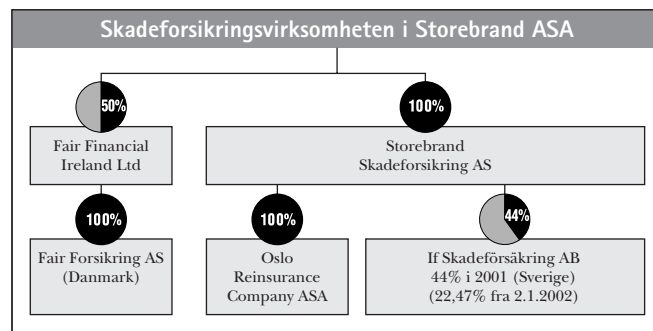 Skadeforsikringsvirksomheten i Storebrand ASA
50%
100%
Fair Financial
Ireland Ltd
Storebrand
Skadeforsikring AS
100%
100%
44%
Fair Forsikring AS
(Danmark)
Oslo
Reinsurance
Company ASA
If Skadeförsäkring AB
44% i 2001 (Sverige)
(22,47% fra 2.1.2002)